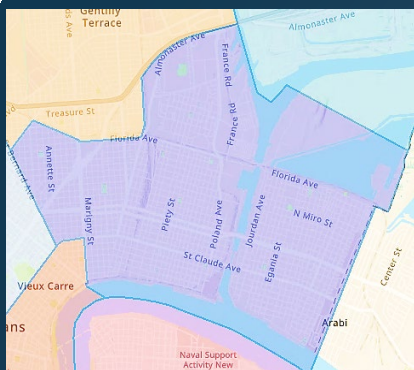 Gentilly
Terrace
Almonaster Ave
Almonaster Ave
France Rd
Treasure St
France Rd
Florida Ave
Annette St
Florida Ave
Marigny St
Piety St
Poland Ave
Jourdan Ave
N Miro St
St Claude Ave
Egania St
Center St
Vieux Carre
Arabi
Naval Support
Activity New